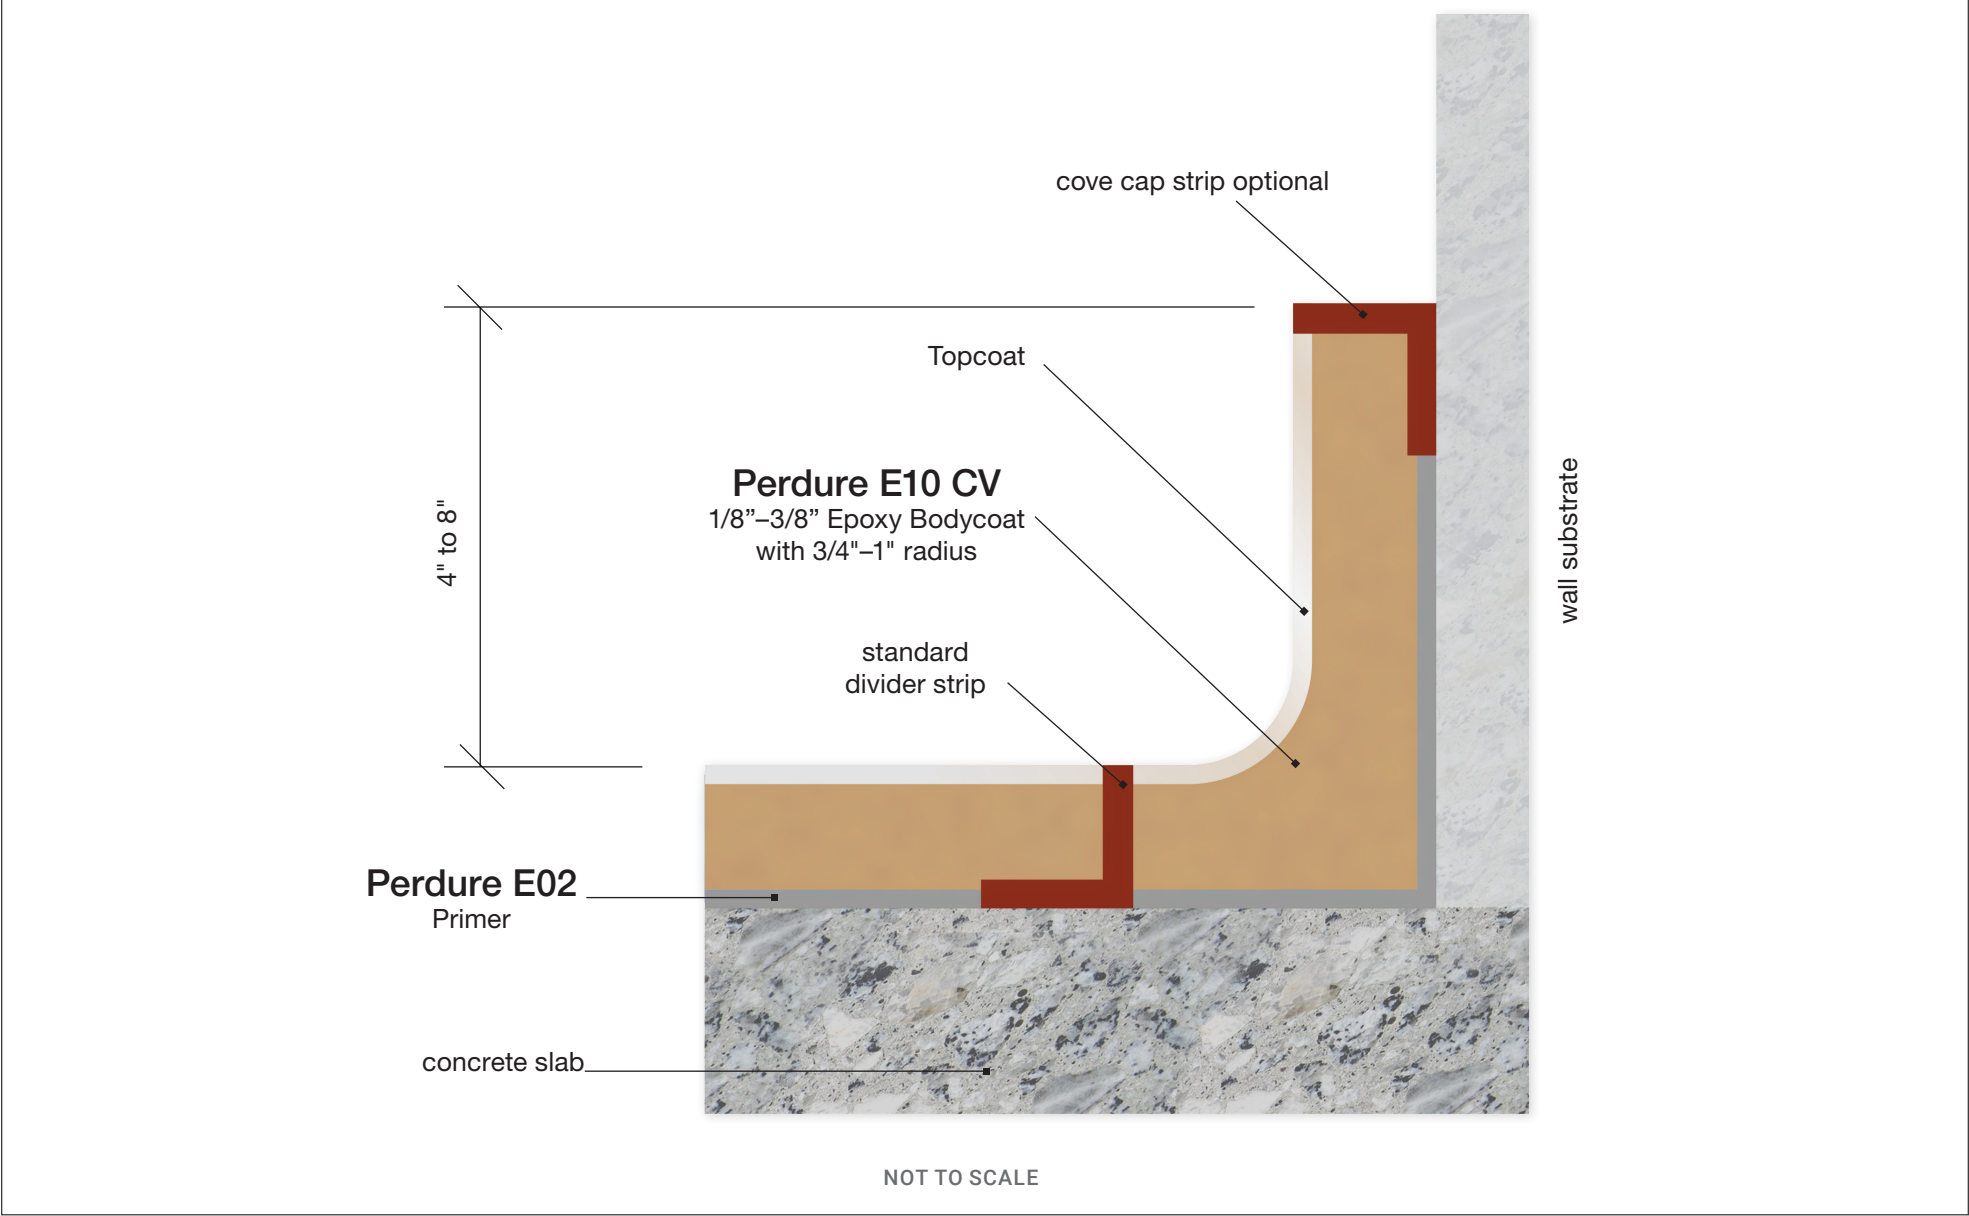 cove cap strip optional
Topcoat
Perdure E10 CV
1/8”–3/8” Epoxy Bodycoat
with 3/4"–1" radius
4" to 8"
wall substrate
standard
divider strip
Perdure E02
Primer
concrete slab
NOT TO SCALE